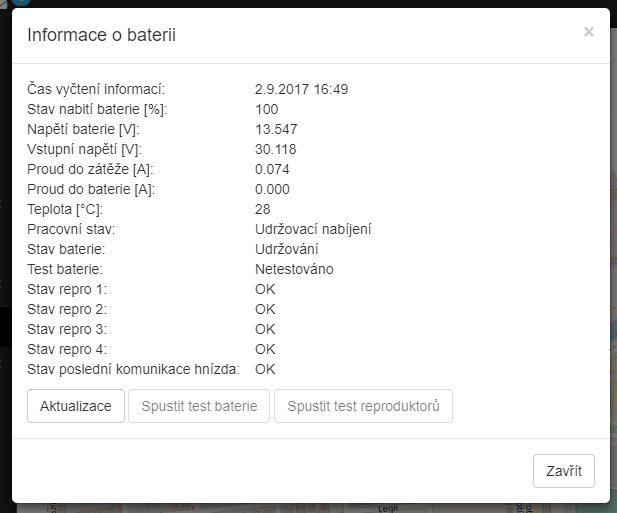 Informace o baterii
×
Čas vyčtení informací: 2.9.2017 16:49
Stav nabití baterie [%]: 100
Napětí baterie [V]: 13.547
Vstupní napětí [V]: 30.118
Proud do zátěže [A]: 0.074
Proud do baterie [A]: 0.000
Teplota [°C]: 28
Pracovní stav: Udržovací nabíjení
Stav baterie: Udržování
Test baterie: Netestováno
Stav repro 1: OK
Stav repro 2: OK
Stav repro 3: OK
Stav repro 4: OK
Stav poslední komunikace hnízda: OK
Aktualizace Spustit test baterie Spustit test reproduktorů
Zavřít